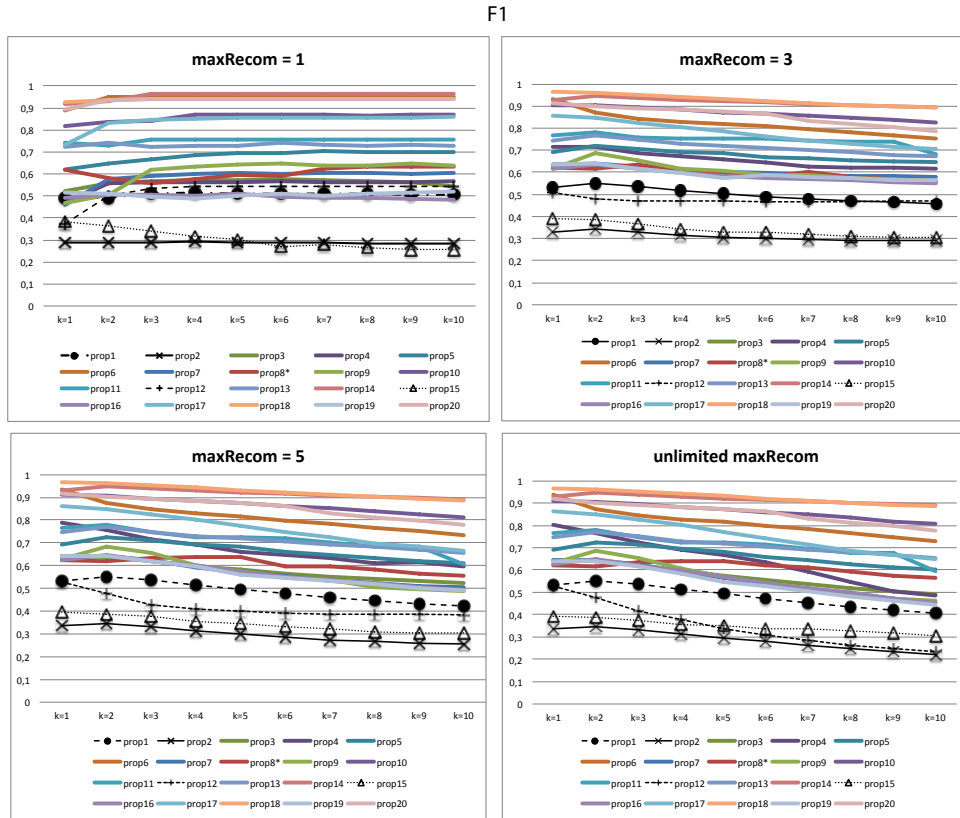 F1
maxRecom = 1
1
0,9
0,8
0,7
0,6
0,5
0,4
0,3
0,2
0,1
0
k=1 k=2 k=3 k=4 k=5 k=6 k=7 k=8 k=9 k=10
prop1 prop2 prop3 prop4 prop5
prop6 prop7 prop8* prop9 prop10
prop11 prop12 prop13 prop14 prop15
prop16 prop17 prop18 prop19 prop20
maxRecom = 3
1
0,9
0,8
0,7
0,6
0,5
0,4
0,3
0,2
0,1
0
k=1 k=2 k=3 k=4 k=5 k=6 k=7 k=8 k=9 k=10
prop1 prop2 prop3 prop4 prop5
prop6 prop7 prop8* prop9 prop10
prop11 prop12 prop13 prop14 prop15
prop16 prop17 prop18 prop19 prop20
maxRecom = 5
1
0,9
0,8
0,7
0,6
0,5
0,4
0,3
0,2
0,1
0
k=1 k=2 k=3 k=4 k=5 k=6 k=7 k=8 k=9 k=10
prop1 prop2 prop3 prop4 prop5
prop6 prop7 prop8* prop9 prop10
prop11 prop12 prop13 prop14 prop15
prop16 prop17 prop18 prop19 prop20
unlimited maxRecom
1
0,9
0,8
0,7
0,6
0,5
0,4
0,3
0,2
0,1
0
k=1 k=2 k=3 k=4 k=5 k=6 k=7 k=8 k=9 k=10
prop1 prop2 prop3 prop4 prop5
prop6 prop7 prop8* prop9 prop10
prop11 prop12 prop13 prop14 prop15
prop16 prop17 prop18 prop19 prop20